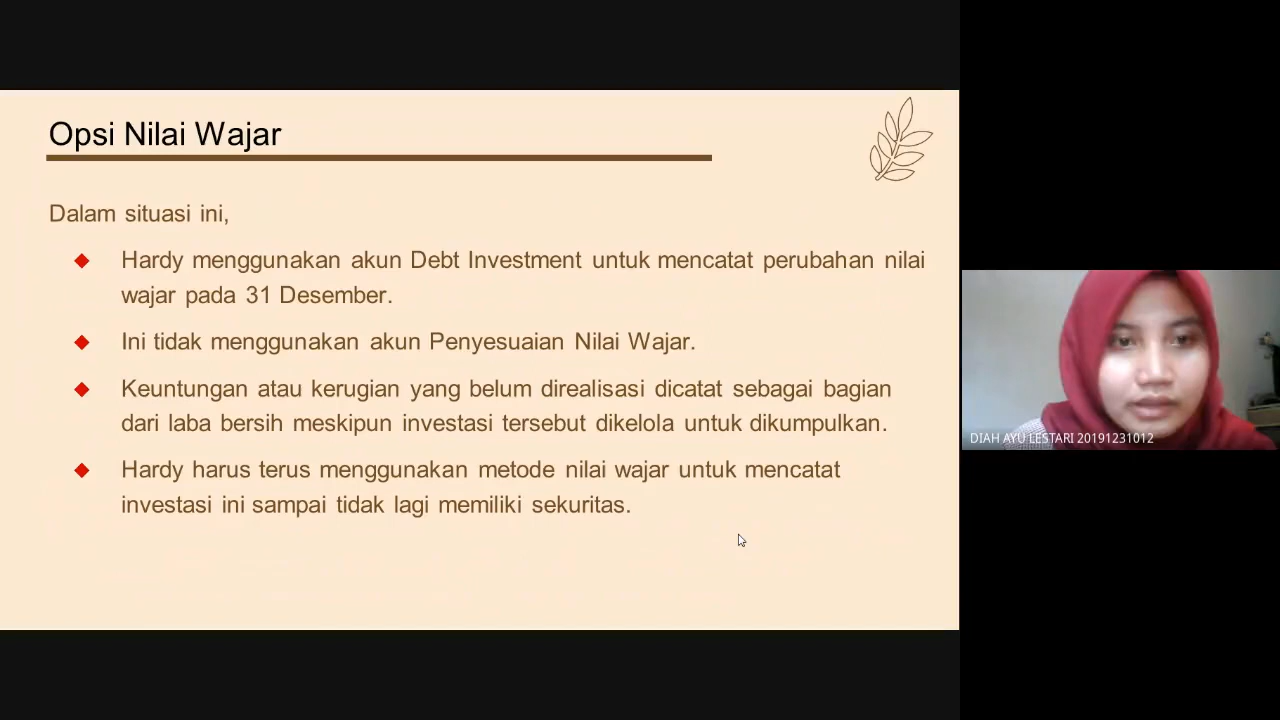 Opsi Nilai Wajar
Dalam situasi ini,
Hardy menggunakan akun Debt Investment untuk mencatat perubahan nilai
wajar pada 31 Desember.
Ini tidak menggunakan akun Penyesuaian Nilai Wajar.
Keuntungan atau kerugian yang belum direalisasi dicatat sebagai bagian
dari laba bersih meskipun investasi tersebut dikelola untuk dikumpulkan.
Hardy harus terus menggunakan metode nilai wajar untuk mencatat
investasi ini sampai tidak lagi memiliki sekuritas.
DIAH AYU LESTARI 20191231012